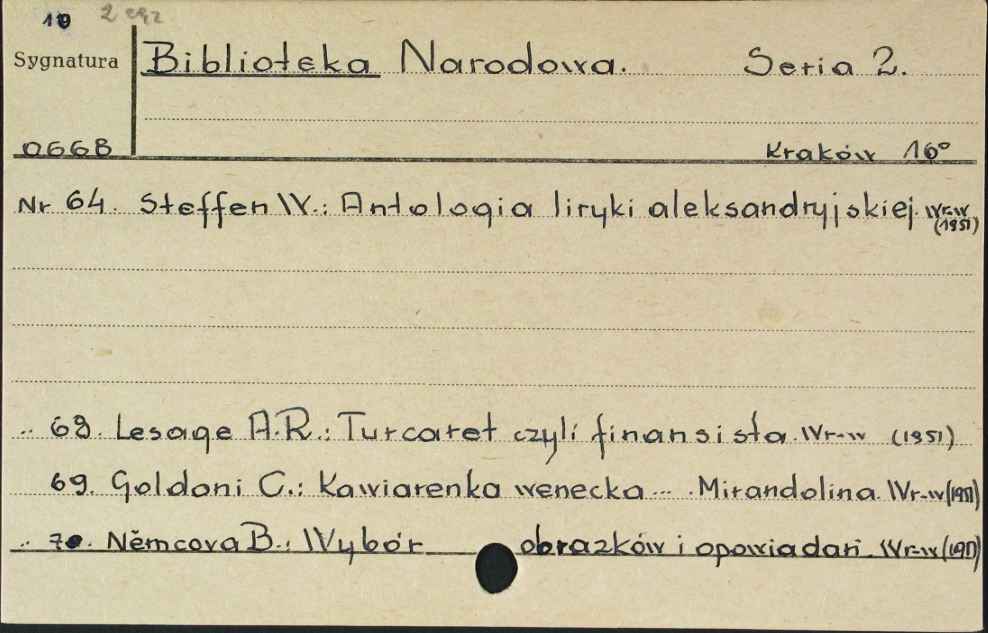 10 2 egz
Sygnatura Biblioteka Narodowa. Seria 2.
0668 Kraków 16°
Nr 64. Steffen W.: Antologia liryki aleksandryjskiej. Wr-w (1951)
.. 69. Lesage A.R.: Turcaret czyli finansista. Wr-w (1951)
69. Goldoni C.: Kawiarenka wenecka ... . Mirandolina. Wr-w (1951)
.. 70. Němcova B.: Wybór obrazków i opowiadań Wr-w (1951)